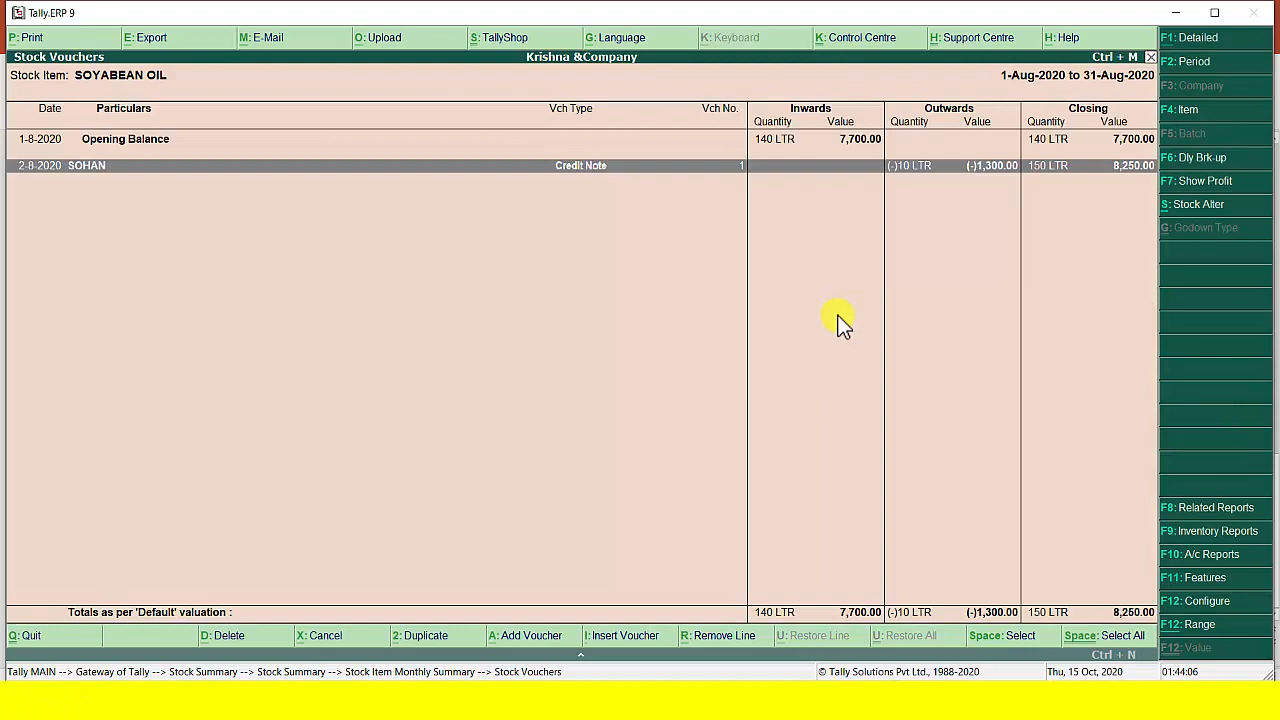 Tally.ERP 9
P: Print E: Export M: E-Mail O: Upload S: TallyShop G: Language K: Keyboard K: Control Centre H: Support Centre H: Help
Stock Vouchers Krishna &Company Ctrl + M
Stock Item: SOYABEAN OIL 1-Aug-2020 to 31-Aug-2020
Date Particulars Vch Type Vch No. Inwards Outwards Closing
Quantity Value Quantity Value Quantity Value
1-8-2020 Opening Balance 140 LTR 7,700.00 140 LTR 7,700.00
2-8-2020 SOHAN Credit Note 1 (-)10 LTR (-)1,300.00 150 LTR 8,250.00
Totals as per 'Default' valuation : 140 LTR 7,700.00 (-)10 LTR (-)1,300.00 150 LTR 8,250.00
F1: Detailed
F2: Period
F3: Company
F4: Item
F5: Batch
F6: Dly Brk-up
F7: Show Profit
S: Stock Alter
G: Godown Type
F8: Related Reports
F9: Inventory Reports
F10: A/c Reports
F11: Features
F12: Configure
F12: Range
F12: Value
Q: Quit D: Delete X: Cancel 2: Duplicate A: Add Voucher I: Insert Voucher R: Remove Line U: Restore Line U: Restore All Space: Select Space: Select All
Ctrl + N
Tally MAIN --> Gateway of Tally --> Stock Summary --> Stock Summary --> Stock Item Monthly Summary --> Stock Vouchers © Tally Solutions Pvt Ltd., 1988-2020 Thu, 15 Oct, 2020 01:44:06